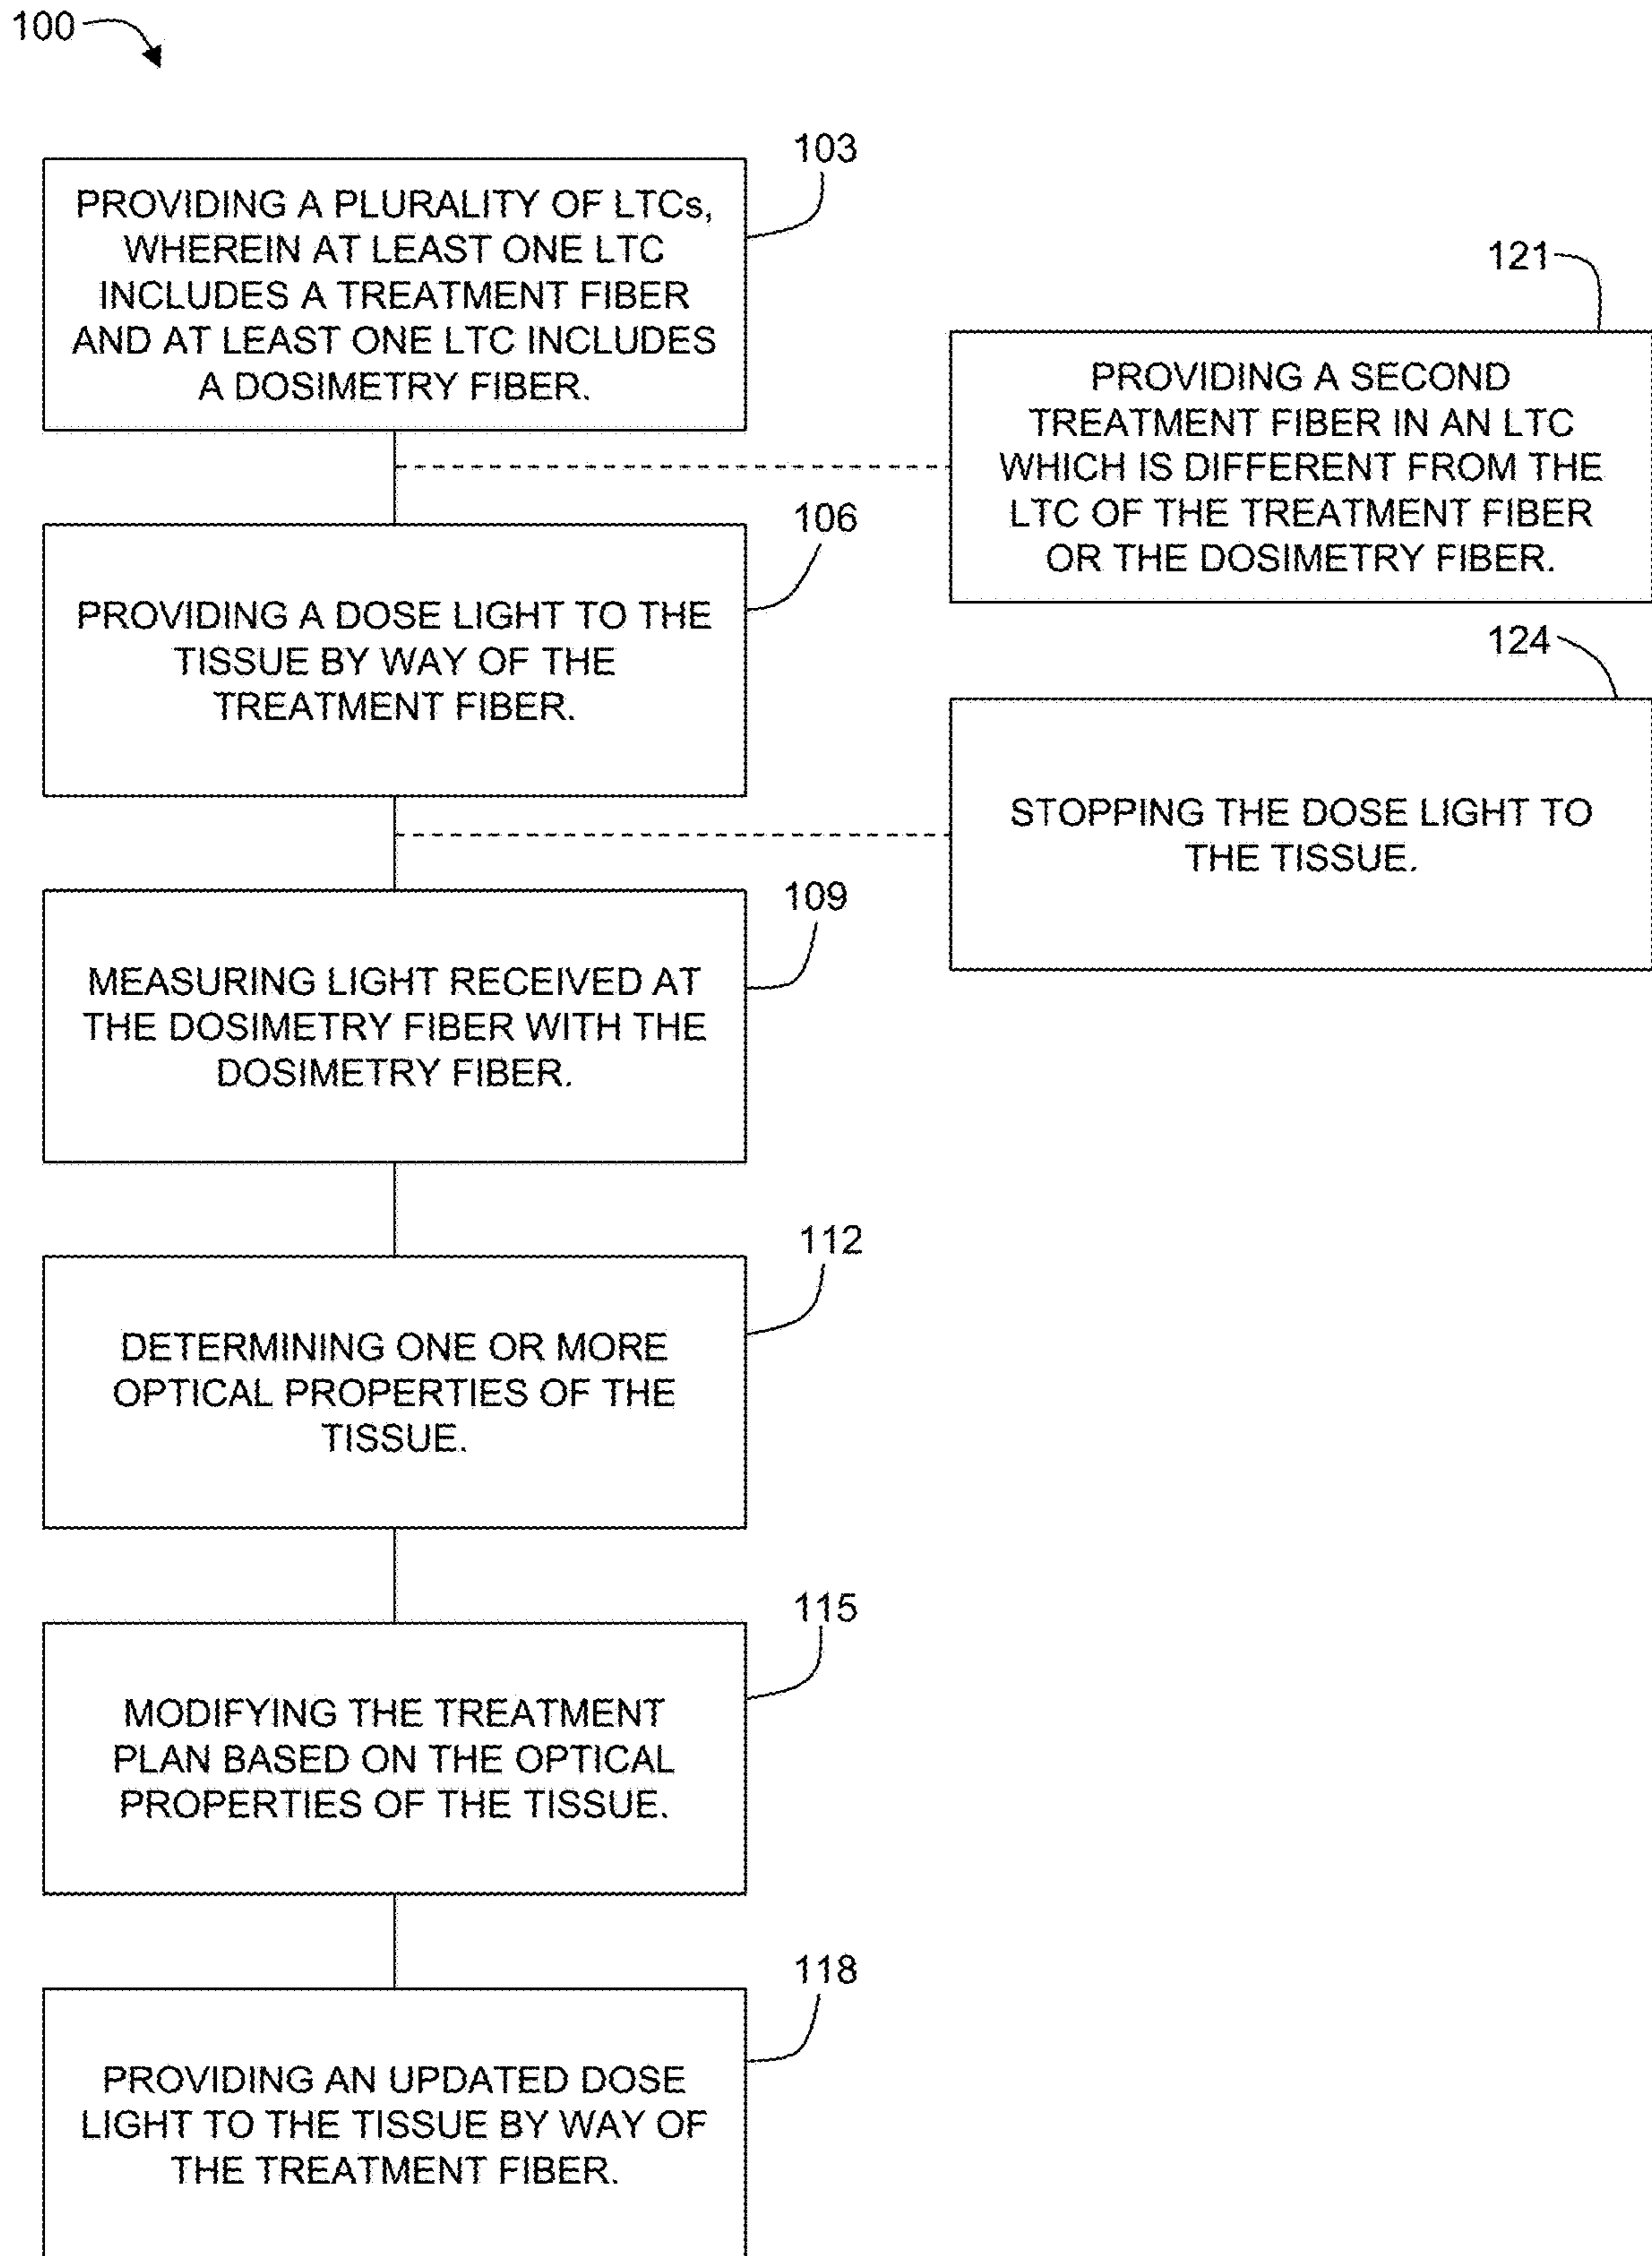 100
103
PROVIDING A PLURALITY OF LTCs,
WHEREIN AT LEAST ONE LTC
INCLUDES A TREATMENT FIBER
AND AT LEAST ONE LTC INCLUDES
A DOSIMETRY FIBER.
121
PROVIDING A SECOND
TREATMENT FIBER IN AN LTC
WHICH IS DIFFERENT FROM THE
LTC OF THE TREATMENT FIBER
OR THE DOSIMETRY FIBER.
106
PROVIDING A DOSE LIGHT TO THE
TISSUE BY WAY OF THE
TREATMENT FIBER.
124
STOPPING THE DOSE LIGHT TO
THE TISSUE.
109
MEASURING LIGHT RECEIVED AT
THE DOSIMETRY FIBER WITH THE
DOSIMETRY FIBER.
112
DETERMINING ONE OR MORE
OPTICAL PROPERTIES OF THE
TISSUE.
115
MODIFYING THE TREATMENT
PLAN BASED ON THE OPTICAL
PROPERTIES OF THE TISSUE.
118
PROVIDING AN UPDATED DOSE
LIGHT TO THE TISSUE BY WAY OF
THE TREATMENT FIBER.